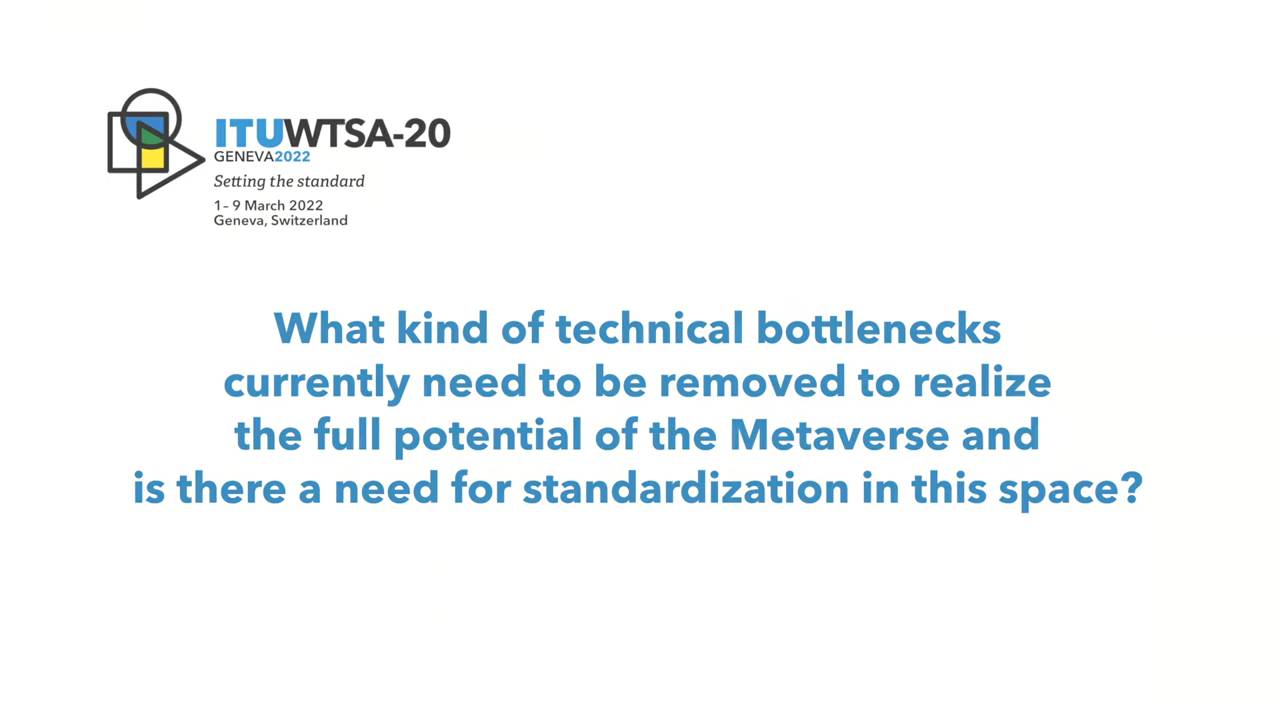 ITUWTSA-20
GENEVA2022
Setting the standard
1–9 March 2022
Geneva, Switzerland
What kind of technical bottlenecks
currently need to be removed to realize
the full potential of the Metaverse and
is there a need for standardization in this space?